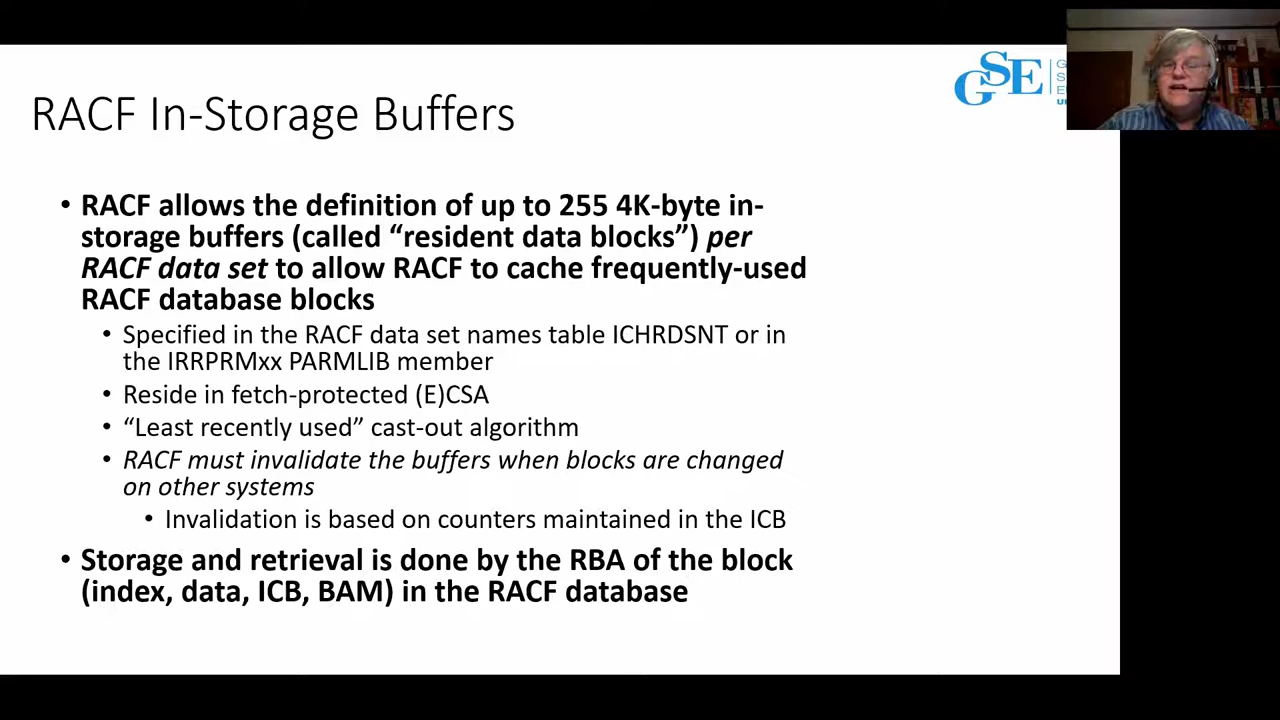 GSE
RACF In-Storage Buffers
• RACF allows the definition of up to 255 4K-byte in-
storage buffers (called “resident data blocks”) per
RACF data set to allow RACF to cache frequently-used
RACF database blocks
• Specified in the RACF data set names table ICHRDSNT or in
the IRRPRMxx PARMLIB member
• Reside in fetch-protected (E)CSA
• “Least recently used” cast-out algorithm
• RACF must invalidate the buffers when blocks are changed
on other systems
• Invalidation is based on counters maintained in the ICB
• Storage and retrieval is done by the RBA of the block
(index, data, ICB, BAM) in the RACF database